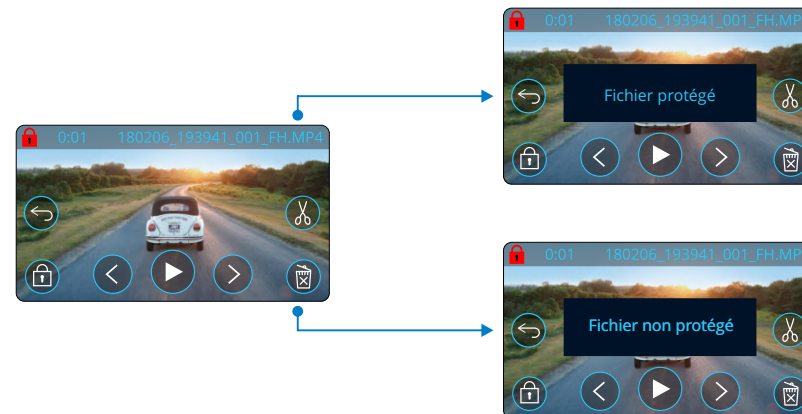 0:01 180206_193941_001_FH.MP4
0:01 180206_193941_001_FH.MP
Fichier protégé
0:01 180206_193941_001_FH.MP
Fichier non protégé